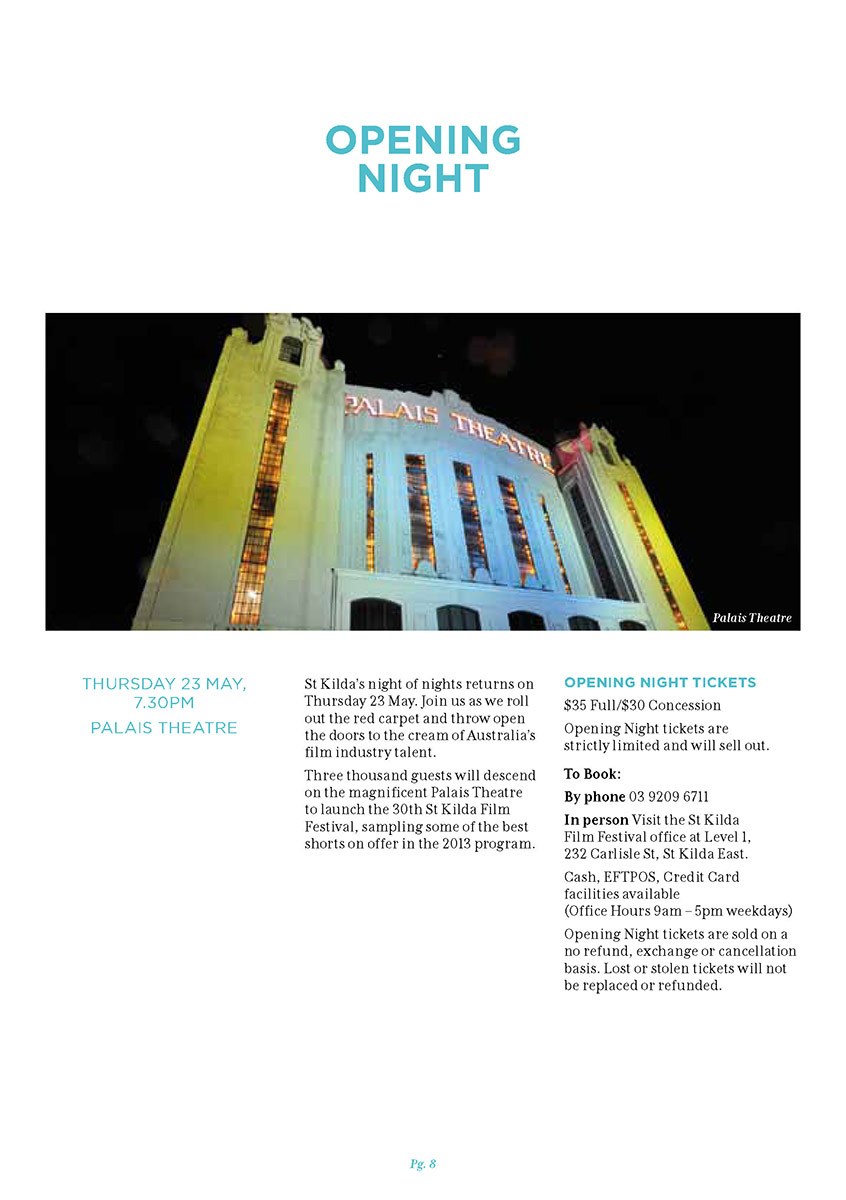 OPENING
NIGHT
PALAIS THEATRE
Palais Theatre
THURSDAY 23 MAY,
7.30PM
PALAIS THEATRE
St Kilda’s night of nights returns on
Thursday 23 May. Join us as we roll
out the red carpet and throw open
the doors to the cream of Australia’s
film industry talent.
Three thousand guests will descend
on the magnificent Palais Theatre
to launch the 30th St Kilda Film
Festival, sampling some of the best
shorts on offer in the 2013 program.
OPENING NIGHT TICKETS
$35 Full/$30 Concession
Opening Night tickets are
strictly limited and will sell out.
To Book:
By phone 03 9209 6711
In person Visit the St Kilda
Film Festival office at Level 1,
232 Carlisle St, St Kilda East.
Cash, EFTPOS, Credit Card
facilities available
(Office Hours 9am – 5pm weekdays)
Opening Night tickets are sold on a
no refund, exchange or cancellation
basis. Lost or stolen tickets will not
be replaced or refunded.
Pg. 8